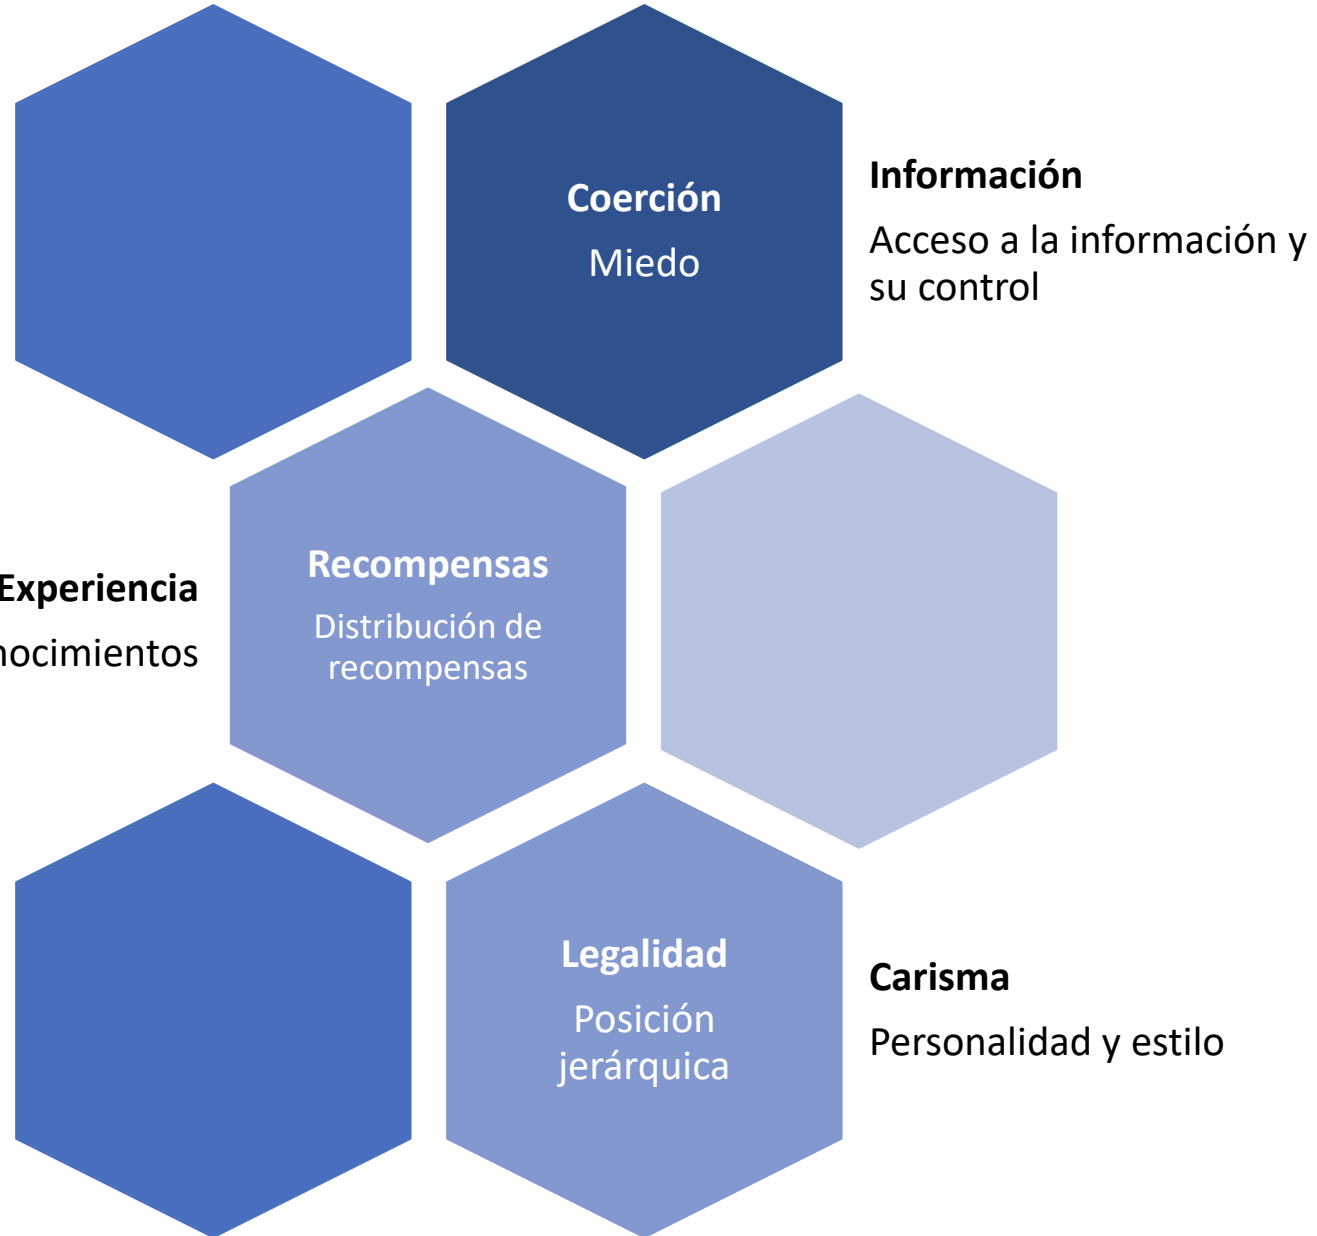 Coerción
Miedo
Información
Acceso a la información y
su control
Experiencia
Recompensas
Distribución de
recompensas
Legalidad
Posición
jerárquica
Carisma
Personalidad y estilo